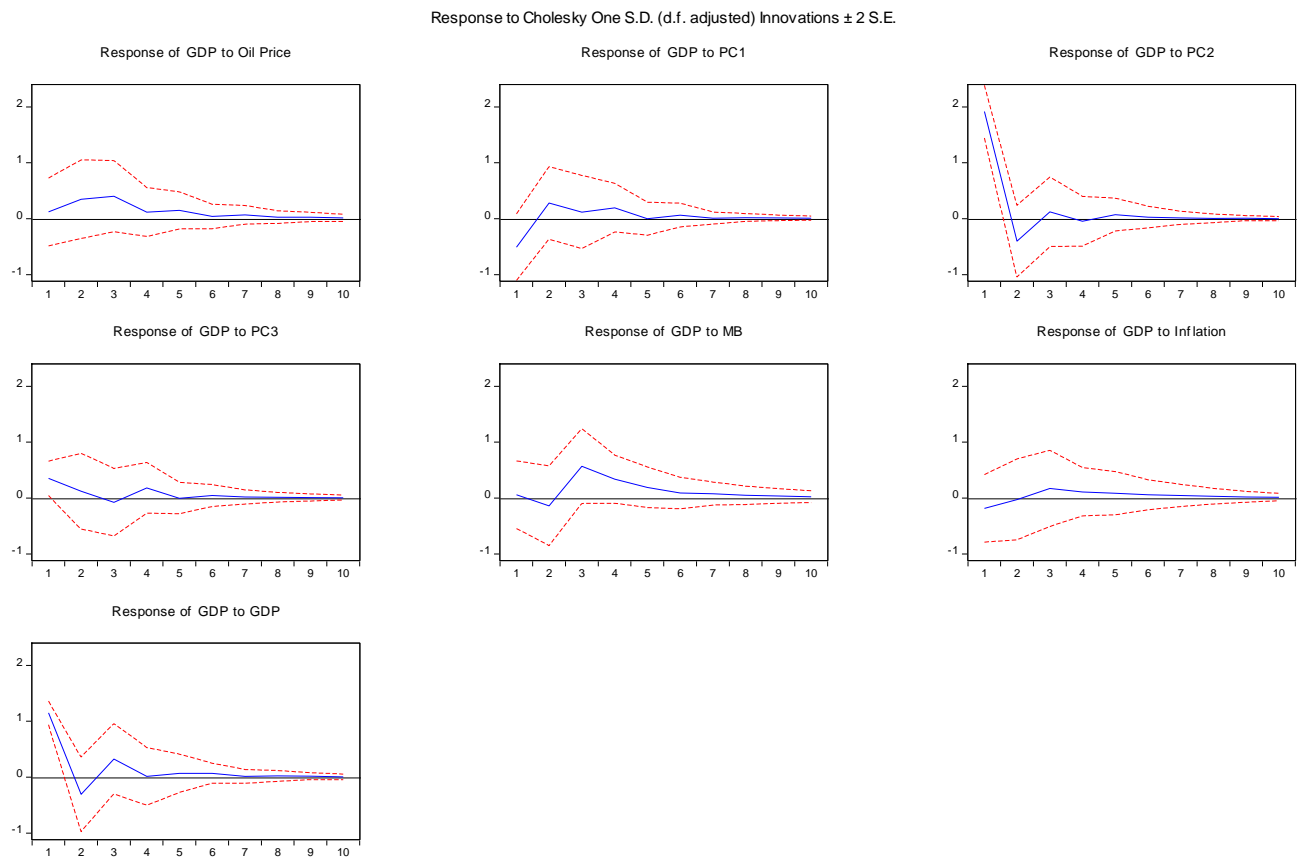 Response to Cholesky One S.D. (d.f. adjusted) Innovations ± 2 S.E.
Response of GDP to Oil Price
2
1
0
-1
1 2 3 4 5 6 7 8 9 10
Response of GDP to PC1
2
1
0
-1
1 2 3 4 5 6 7 8 9 10
Response of GDP to PC2
2
1
0
-1
1 2 3 4 5 6 7 8 9 10
Response of GDP to PC3
2
1
0
-1
1 2 3 4 5 6 7 8 9 10
Response of GDP to MB
2
1
0
-1
1 2 3 4 5 6 7 8 9 10
Response of GDP to Inflation
2
1
0
-1
1 2 3 4 5 6 7 8 9 10
Response of GDP to GDP
2
1
0
-1
1 2 3 4 5 6 7 8 9 10